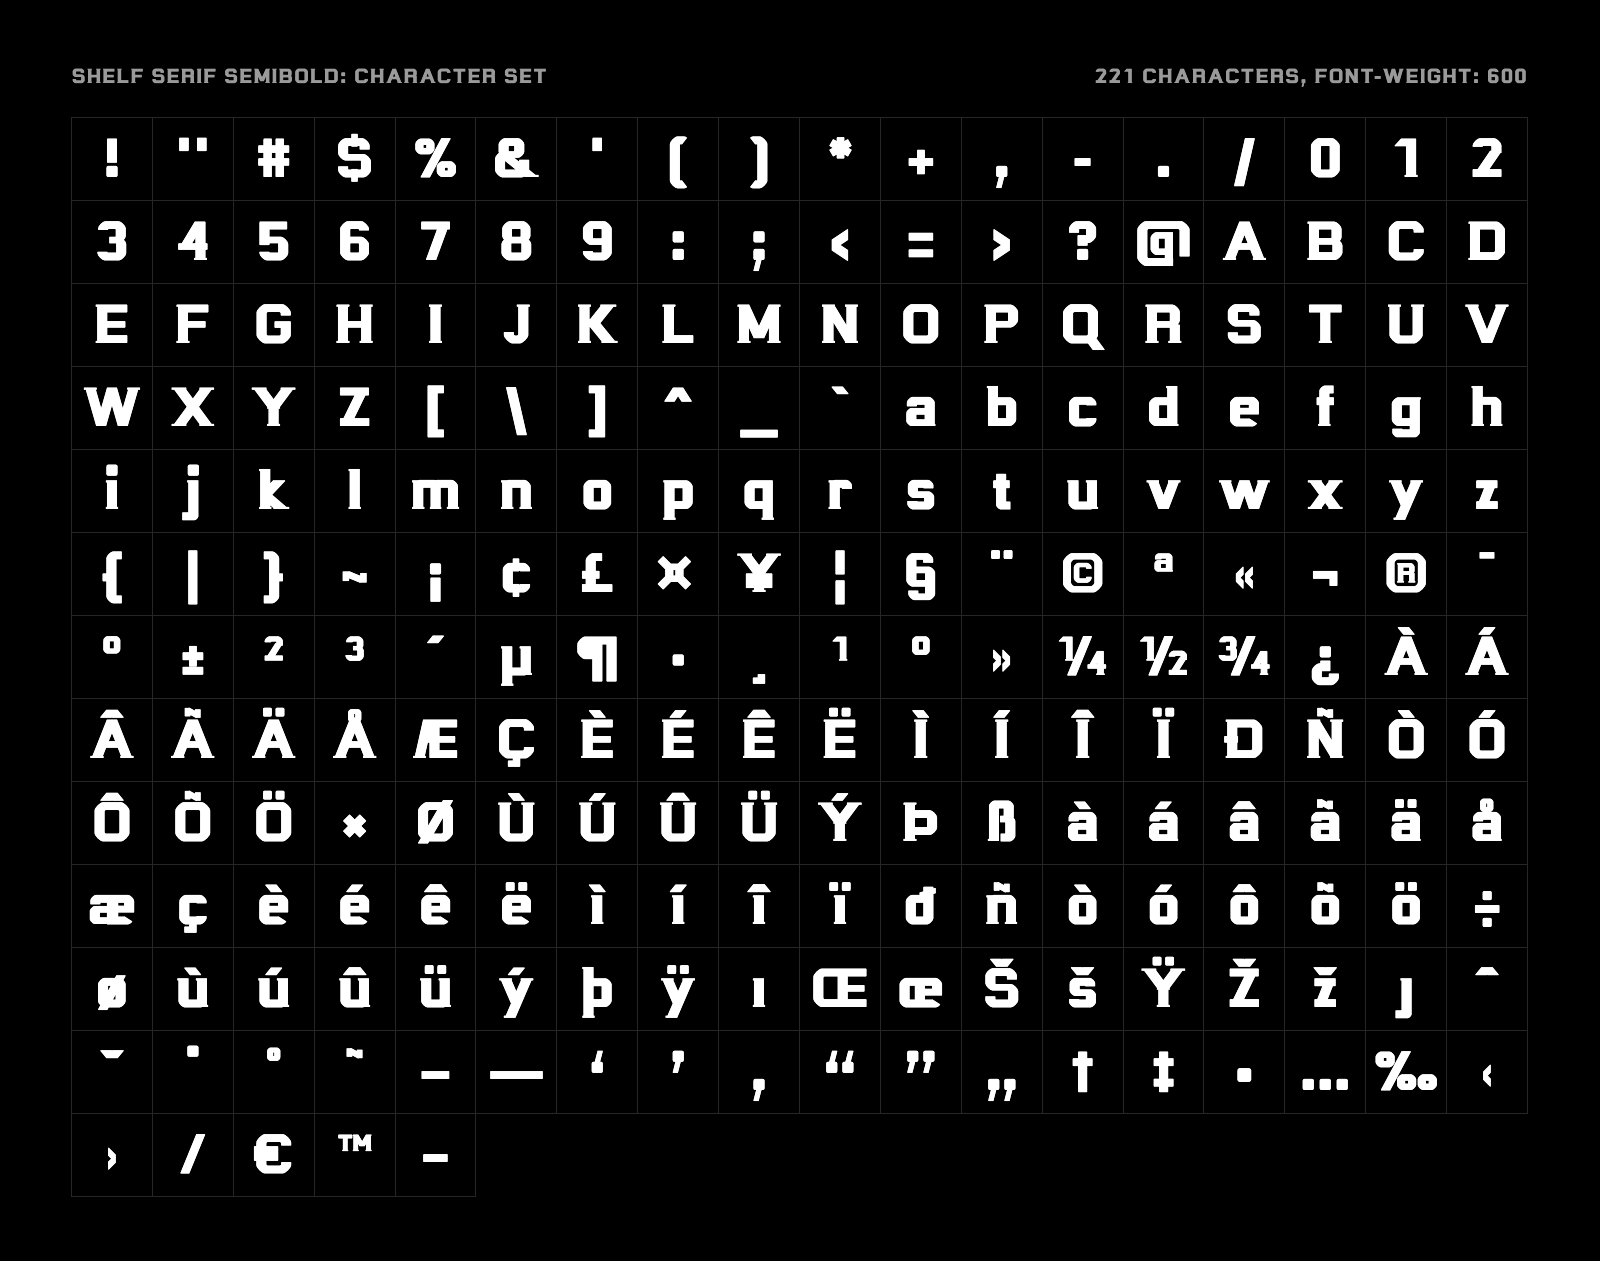 SHELF SERIF SEMIBOLD: CHARACTER SET
221 CHARACTERS, FONT-WEIGHT: 600
! " # $ % & ' ( ) * + , - . / 0 1 2
3 4 5 6 7 8 9 : ; < = > ? @ A B C D
E F G H I J K L M N O P Q R S T U V
W X Y Z [ \ ] ^ _ ` a b c d e f g h
i j k l m n o p q r s t u v w x y z
{ | } ~ ¡ ¢ £ ¤ ¥ ¦ § ¨ © ª « ¬ ® ¯
° ± ² ³ ´ µ ¶ · ¸ ¹ º » ¼ ½ ¾ ¿ À Á
 à Ä Å Æ Ç È É Ê Ë Ì Í Î Ï Ð Ñ Ò Ó
Ô Õ Ö × Ø Ù Ú Û Ü Ý Þ ß à á â ã ä å
æ ç è é ê ë ì í î ï ð ñ ò ó ô õ ö ÷
ø ù ú û ü ý þ ÿ ı Œ œ Š š Ÿ Ž ž ȷ ˆ
ˇ ˙ ˚ ˜ – — ‘ ’ ‚ “ ” „ † ‡ • … ‰ ‹
› ⁄ € ™ −